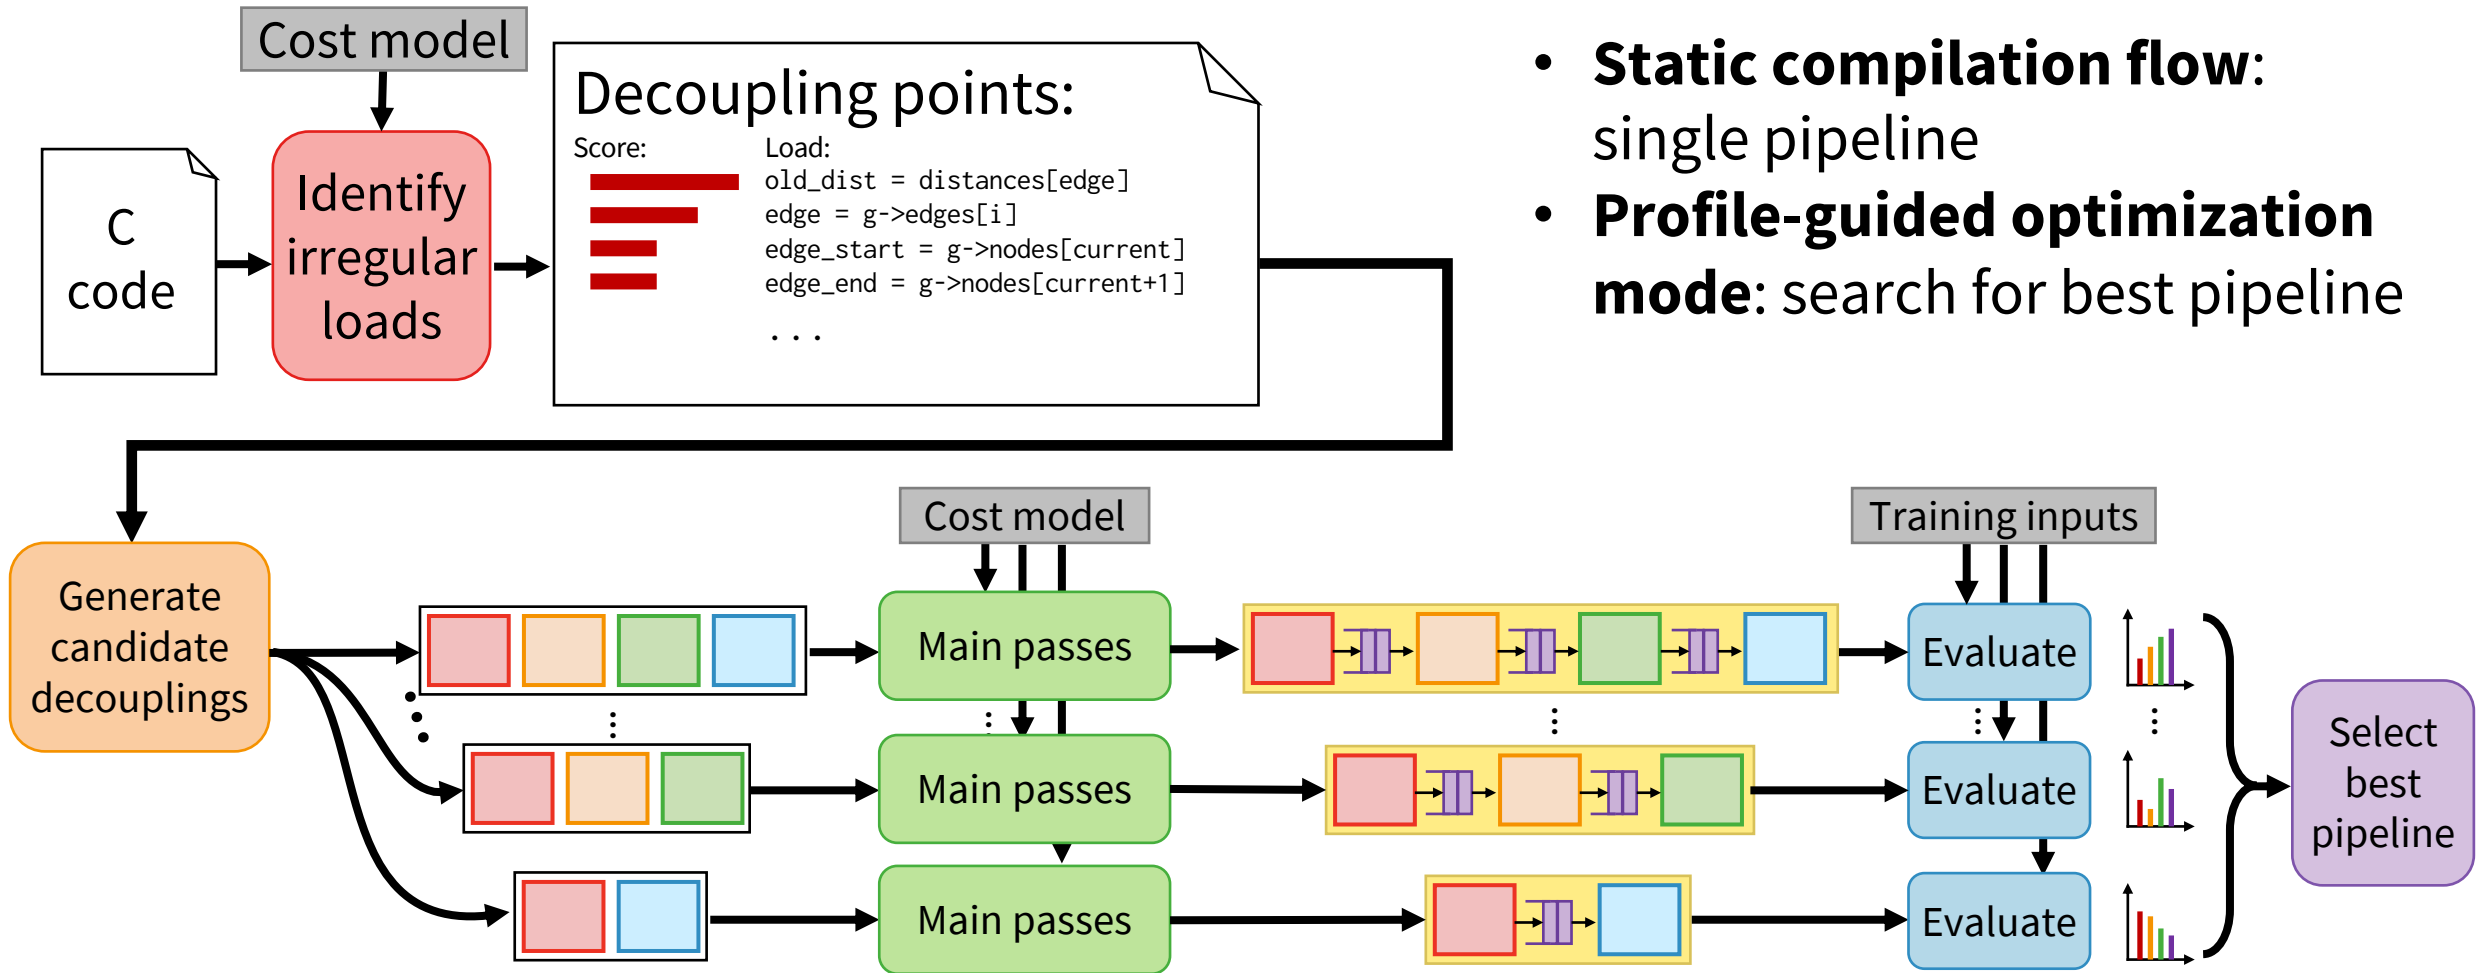 Cost model
C
code
Identify
irregular
loads
Decoupling points:
Score: Load:
old_dist = distances[edge]
edge = g->edges[i]
edge_start = g->nodes[current]
edge_end = g->nodes[current+1]
. . .
• Static compilation flow:
single pipeline
• Profile-guided optimization
mode: search for best pipeline
Generate
candidate
decouplings
Cost model
Main passes
Main passes
Main passes
Training inputs
Evaluate
Evaluate
Evaluate
Select
best
pipeline